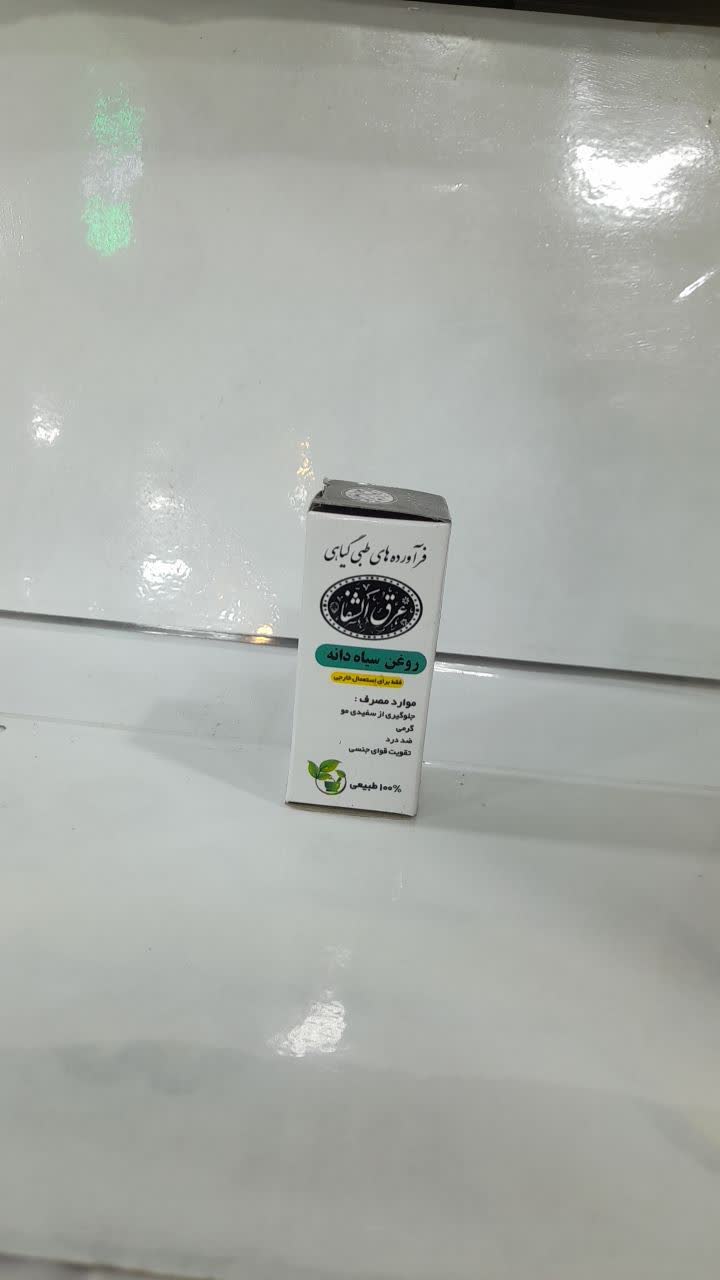 فرآورده های طبی گیاهی
عرق الشفا
روغن سیاه دانه
فقط برای استعمال خارجی
موارد مصرف :
جلوگیری از سفیدی مو
گرمی
ضد درد
تقویت قوای جنسی
۱۰۰% طبیعی